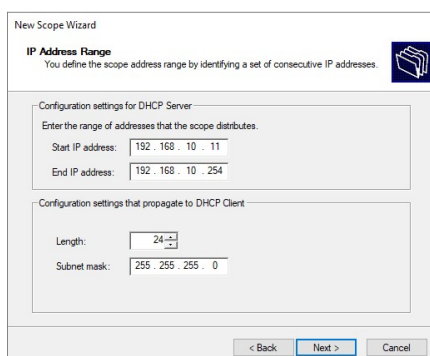 New Scope Wizard
IP Address Range
You define the scope address range by identifying a set of consecutive IP addresses.
Configuration settings for DHCP Server
Enter the range of addresses that the scope distributes.
Start IP address: 192 . 168 . 10 . 11
End IP address: 192 . 168 . 10 . 254
Configuration settings that propagate to DHCP Client
Length: 24
Subnet mask: 255 . 255 . 255 . 0
< Back Next > Cancel